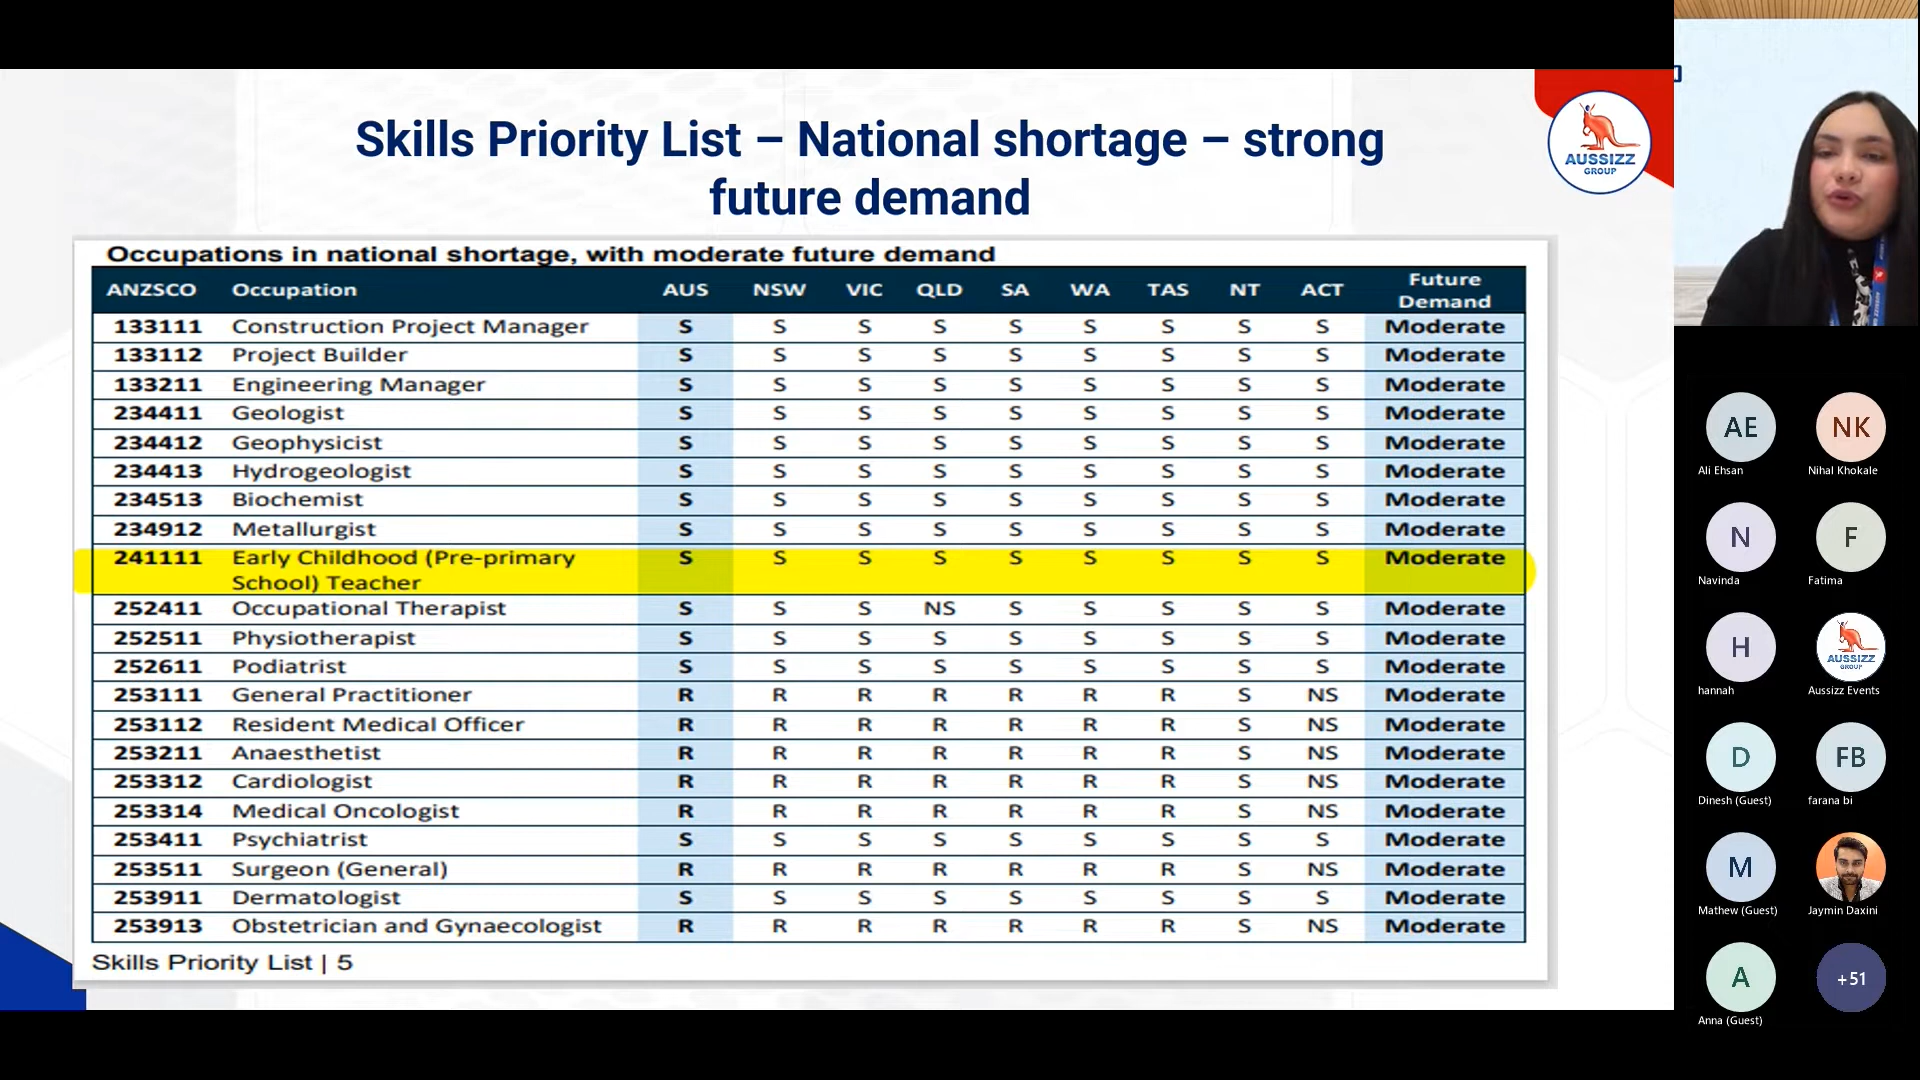 Skills Priority List – National shortage – strong
future demand
AUSSIZZ
GROUP
Occupations in national shortage, with moderate future demand
ANZSCO Occupation AUS NSW VIC QLD SA WA TAS NT ACT Future Demand
133111 Construction Project Manager S S S S S S S S S Moderate
133112 Project Builder S S S S S S S S S Moderate
133211 Engineering Manager S S S S S S S S S Moderate
234411 Geologist S S S S S S S S S Moderate
234412 Geophysicist S S S S S S S S S Moderate
234413 Hydrogeologist S S S S S S S S S Moderate
234513 Biochemist S S S S S S S S S Moderate
234912 Metallurgist S S S S S S S S S Moderate
241111 Early Childhood (Pre-primary S S S S S S S S S Moderate
School) Teacher
252411 Occupational Therapist S S S NS S S S S S Moderate
252511 Physiotherapist S S S S S S S S S Moderate
252611 Podiatrist S S S S S S S S S Moderate
253111 General Practitioner R R R R R R R S NS Moderate
253112 Resident Medical Officer R R R R R R R S NS Moderate
253211 Anaesthetist R R R R R R R S NS Moderate
253312 Cardiologist R R R R R R R S NS Moderate
253314 Medical Oncologist R R R R R R R S NS Moderate
253411 Psychiatrist S S S S S S S S S Moderate
253511 Surgeon (General) R R R R R R R S NS Moderate
253911 Dermatologist S S S S S S S S S Moderate
253913 Obstetrician and Gynaecologist R R R R R R R S NS Moderate
Skills Priority List | 5
AE NK
Ali Ehsan Nihal Khokale
N F
Navinda Fatima
H AUSSIZZ GROUP
hannah Aussizz Events
D FB
Dinesh (Guest) farana bi
M
Mathew (Guest) Jaymin Daxini
A +51
Anna (Guest)